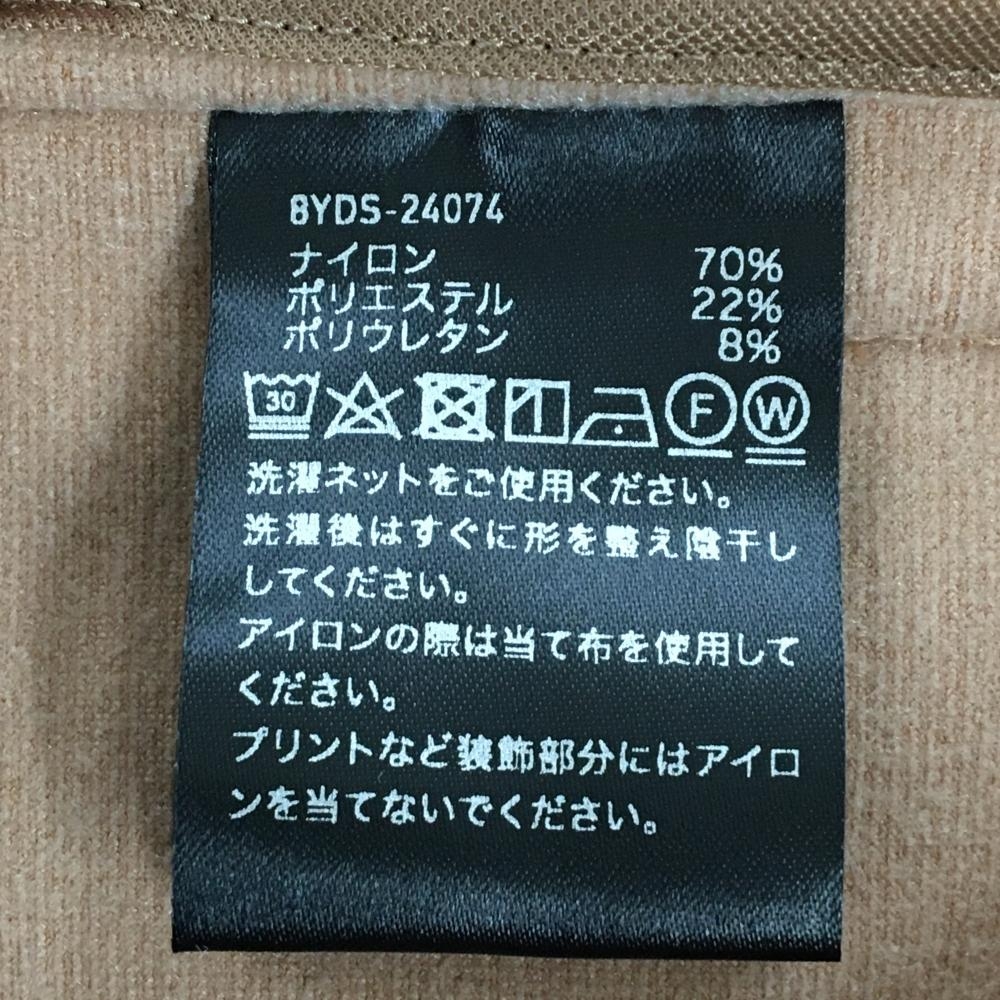 8YDS-24074
ナイロン 70%
ポリエステル 22%
ポリウレタン 8%
30 F W
洗濯ネットをご使用ください。
洗濯後はすぐに形を整え陰干し
してください。
アイロンの際は当て布を使用して
ください。
プリントなど装飾部分にはアイロ
ンを当てないでください。